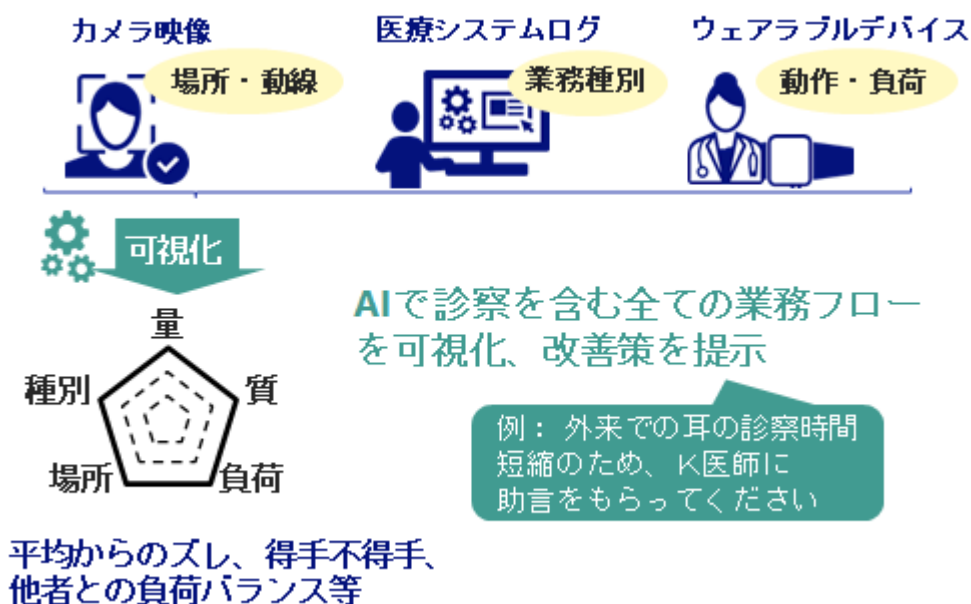 カメラ映像
医療システムログ
ウェアラブルデバイス
場所・動線
業務種別
動作・負荷
可視化
量
種別
質
場所
負荷
AIで診察を含む全ての業務フロー
を可視化、改善策を提示
例： 外来での耳の診察時間
短縮のため、K医師に
助言をもらってください
平均からのズレ、得手不得手、
他者との負荷バランス等